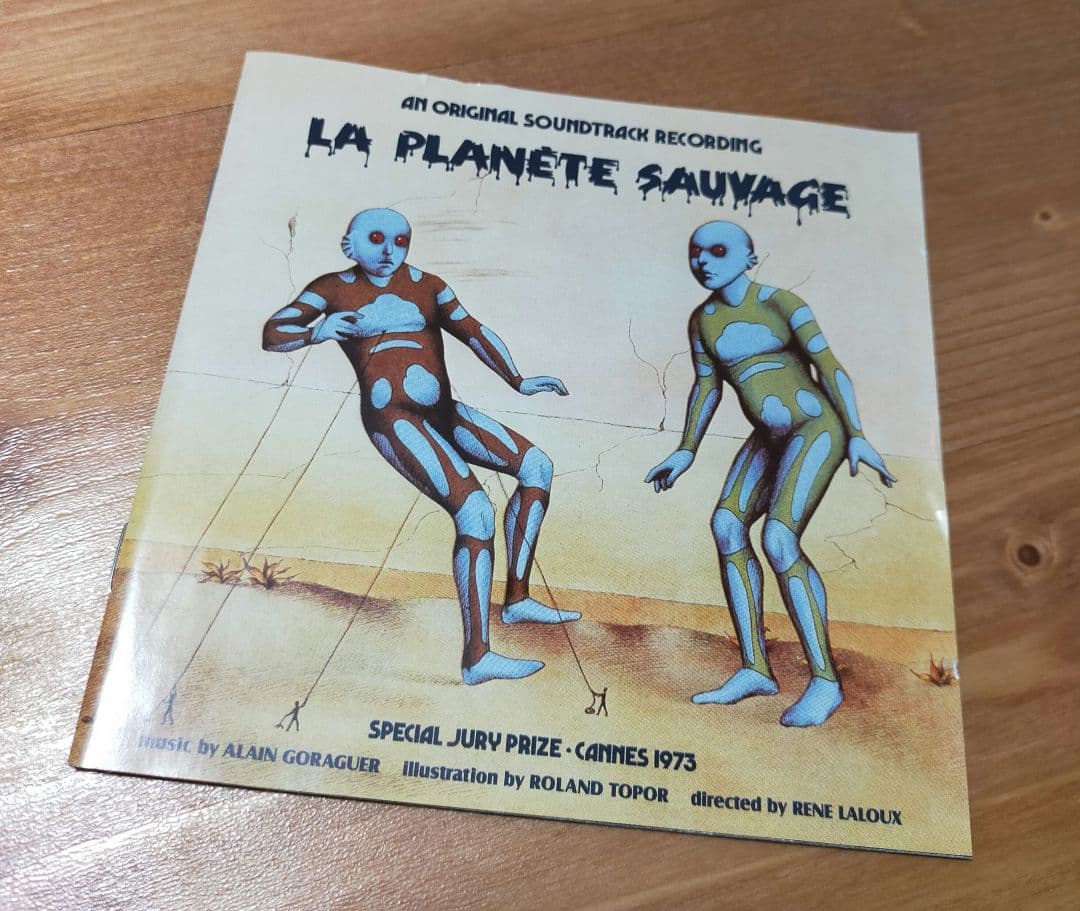 AN ORIGINAL SOUNDTRACK RECORDING
LA PLANÈTE SAUVAGE
SPECIAL JURY PRIZE · CANNES 1973
music by ALAIN GORAGUER illustration by ROLAND TOPOR directed by RENE LALOUX